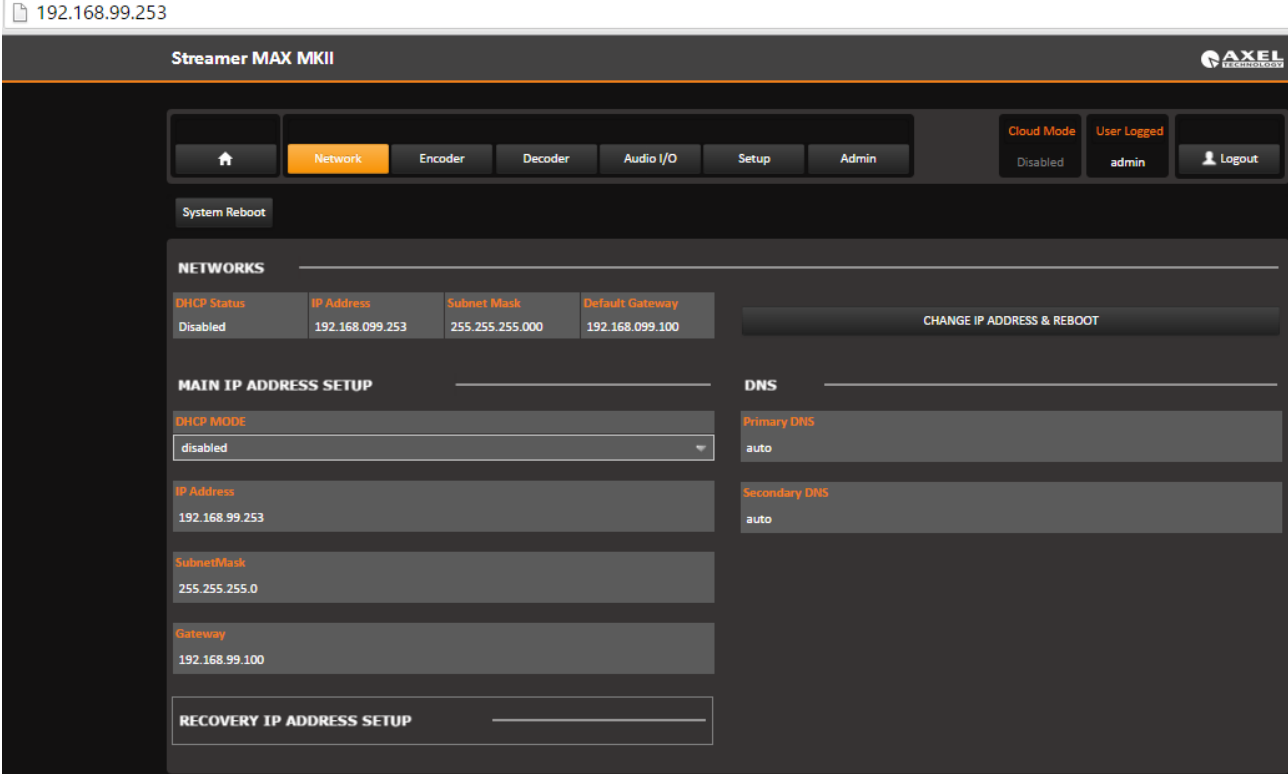 192.168.99.253
Streamer MAX MKII
AXEL
TECHNOLOGY
Cloud Mode User Logged
Network Encoder Decoder Audio I/O Setup Admin Disabled admin Logout
System Reboot
NETWORKS
DHCP Status IP Address Subnet Mask Default Gateway
Disabled 192.168.099.253 255.255.255.000 192.168.099.100
CHANGE IP ADDRESS & REBOOT
MAIN IP ADDRESS SETUP
DHCP MODE
disabled
IP Address
192.168.99.253
SubnetMask
255.255.255.0
Gateway
192.168.99.100
RECOVERY IP ADDRESS SETUP
DNS
Primary DNS
auto
Secondary DNS
auto